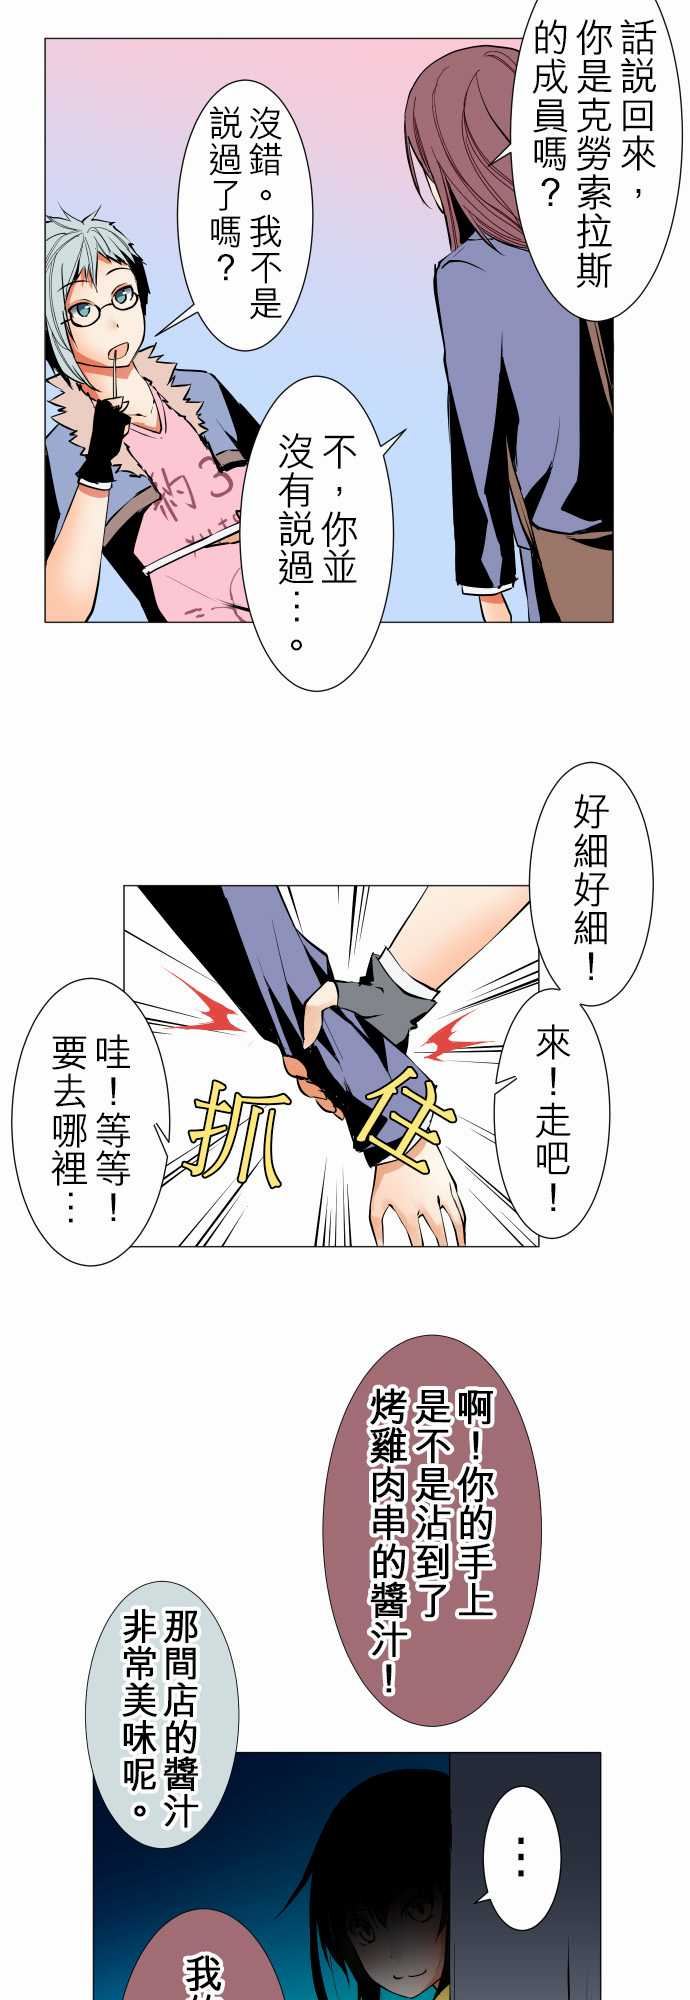 話說回來，
你是克勞索拉斯
的成員嗎？
沒錯。我不是
說過了嗎？
約3
不，你並
沒有說過…。
好細好細！
來！走吧！
哇！等等！
要去哪裡…
抓住
啊！你的手上
是不是沾到了
烤雞肉串的醬汁！
那間店的醬汁
非常美味呢。
…
我